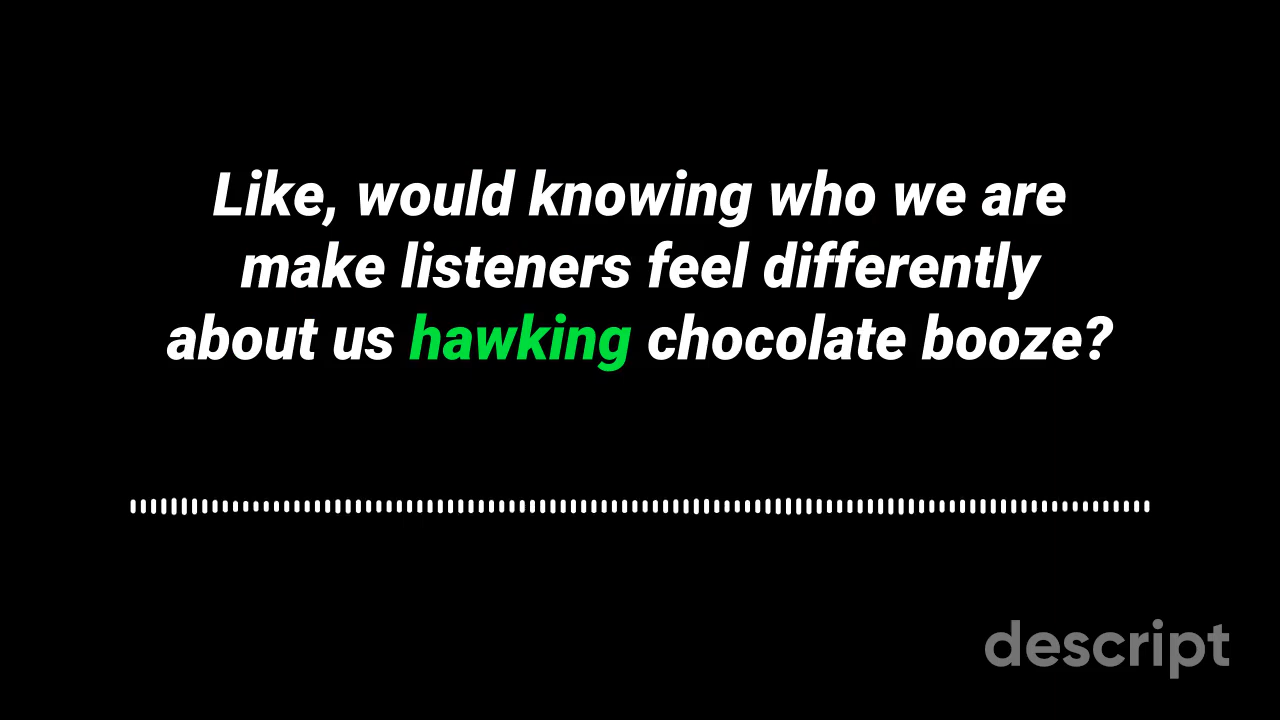 Like, would knowing who we are
make listeners feel differently
about us hawking chocolate booze?
descript